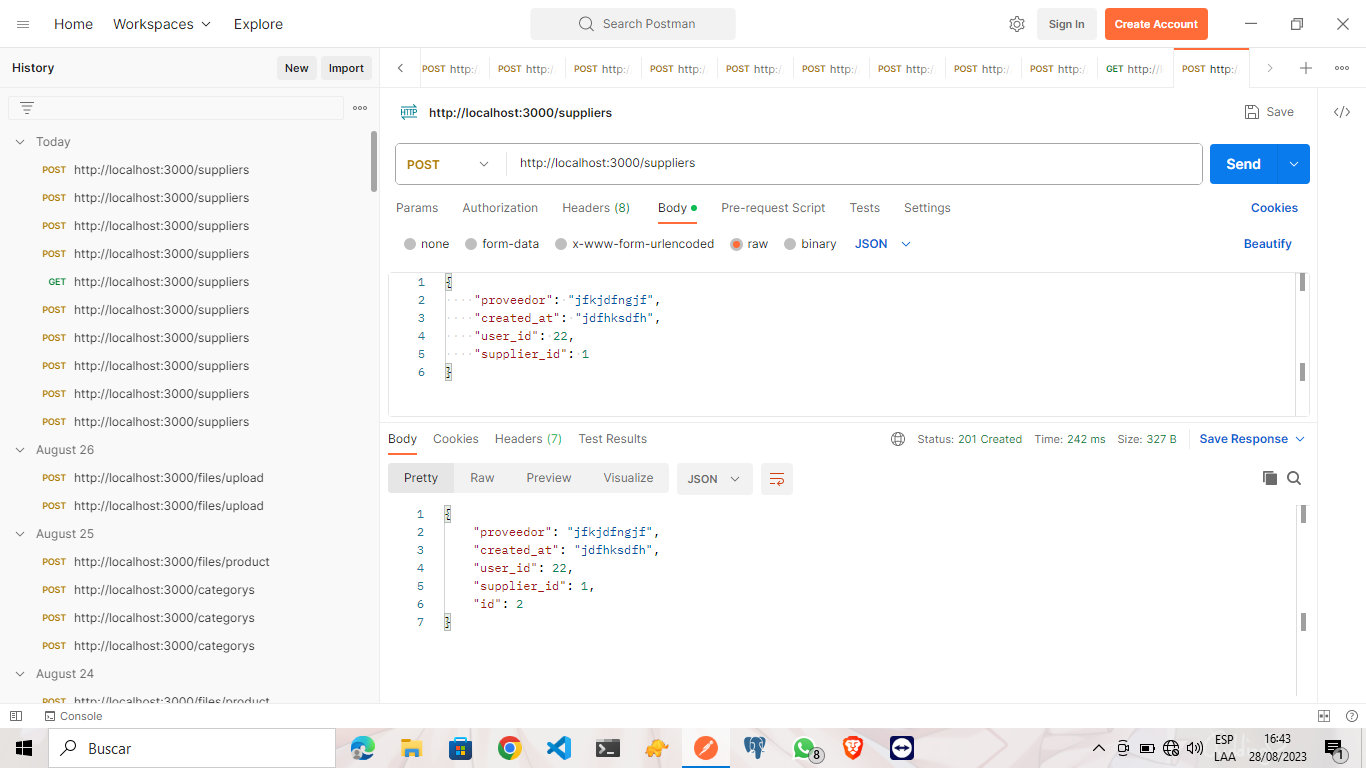 Home Workspaces Explore Search Postman Sign In Create Account
History New Import
POST http:/ POST http:/ POST http:/ POST http:/ POST http:/ POST http:/ POST http:/ POST http:/ POST http:/ GET http:// POST http:/
HTTP http://localhost:3000/suppliers Save
POST http://localhost:3000/suppliers Send
Params Authorization Headers (8) Body Pre-request Script Tests Settings Cookies
none form-data x-www-form-urlencoded raw binary JSON Beautify
1 {
2 "proveedor": "jfkjdfngjf",
3 "created_at": "jdfhksdfh",
4 "user_id": 22,
5 "supplier_id": 1
6 }
Body Cookies Headers (7) Test Results Status: 201 Created Time: 242 ms Size: 327 B Save Response
Pretty Raw Preview Visualize JSON
1 {
2 "proveedor": "jfkjdfngjf",
3 "created_at": "jdfhksdfh",
4 "user_id": 22,
5 "supplier_id": 1,
6 "id": 2
7 }
Today
POST http://localhost:3000/suppliers
POST http://localhost:3000/suppliers
POST http://localhost:3000/suppliers
POST http://localhost:3000/suppliers
GET http://localhost:3000/suppliers
POST http://localhost:3000/suppliers
POST http://localhost:3000/suppliers
POST http://localhost:3000/suppliers
POST http://localhost:3000/suppliers
POST http://localhost:3000/suppliers
August 26
POST http://localhost:3000/files/upload
POST http://localhost:3000/files/upload
August 25
POST http://localhost:3000/files/product
POST http://localhost:3000/categorys
POST http://localhost:3000/categorys
POST http://localhost:3000/categorys
August 24
POST http://localhost:3000/files/product
Console
Buscar 8 ESP 16:43
LAA 28/08/2023 1